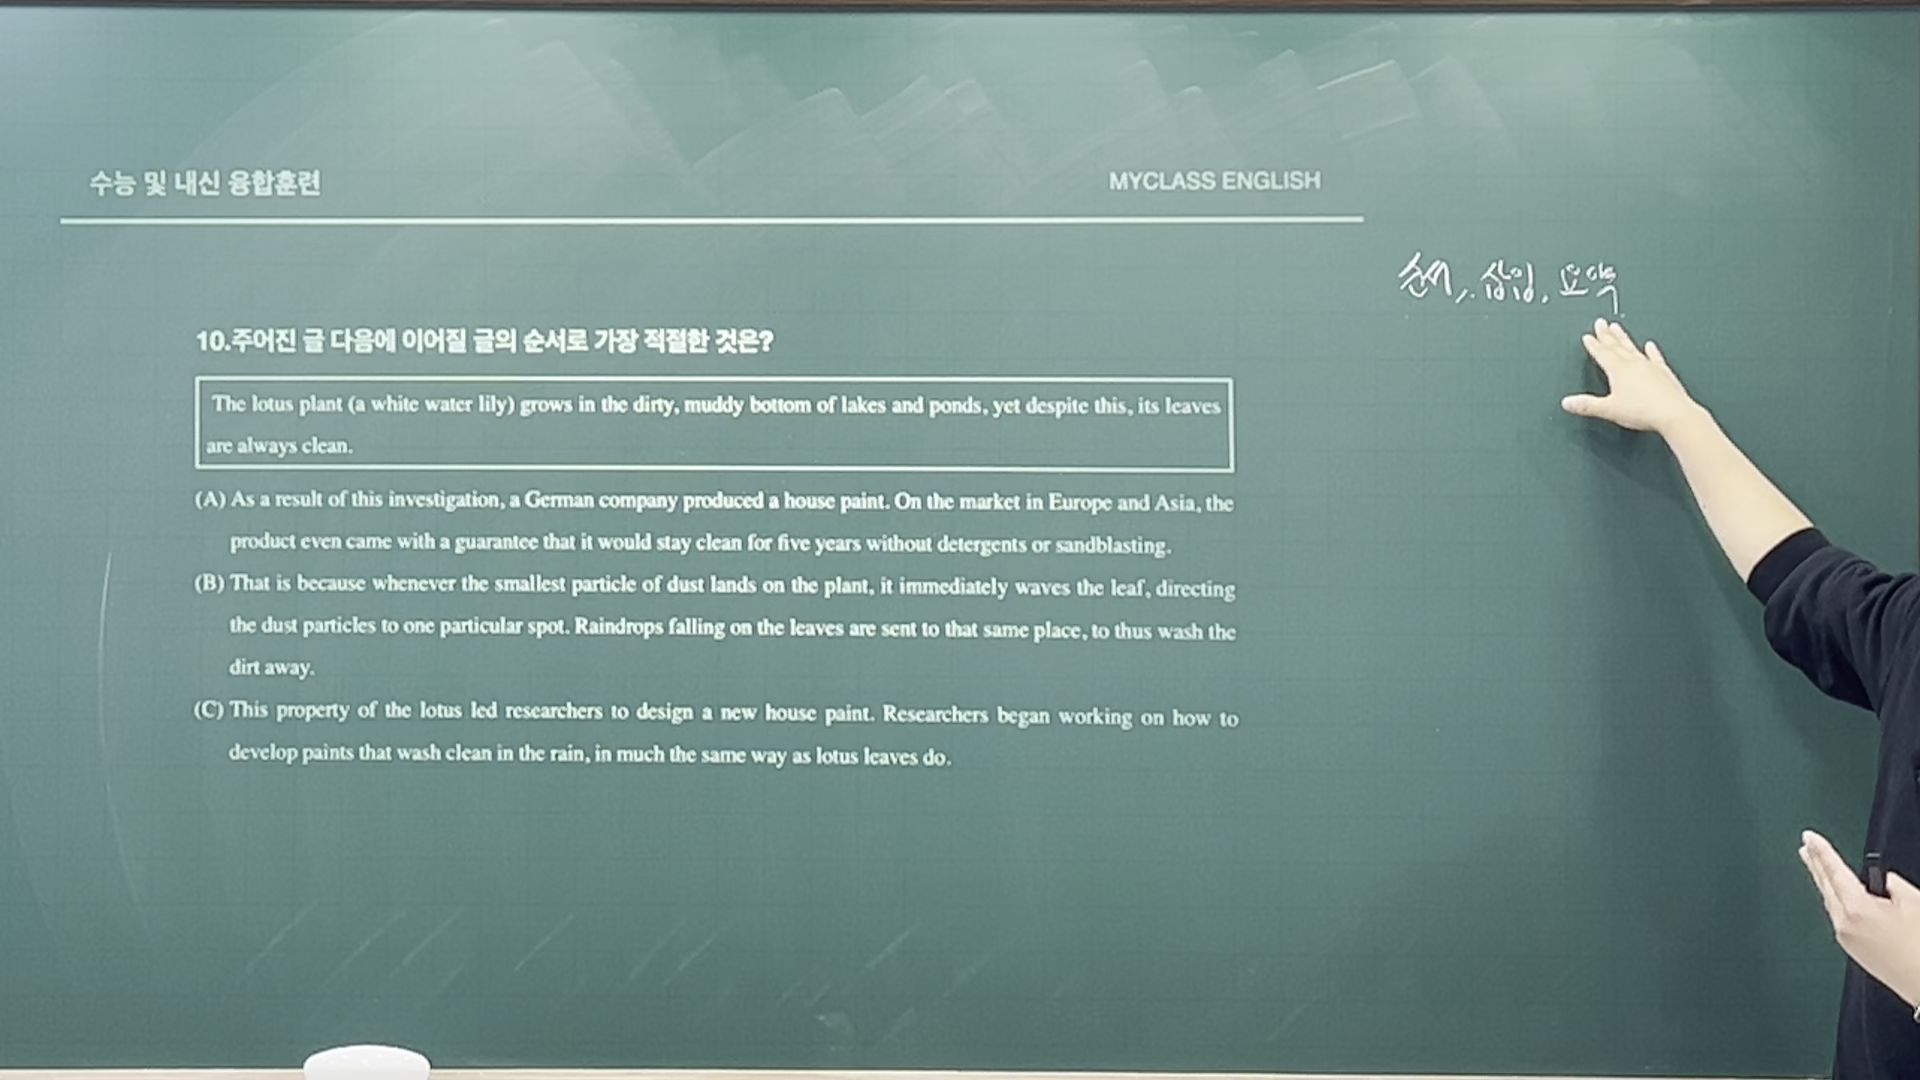 수능 및 내신 융합훈련
MYCLASS ENGLISH
순서, 삽입, 요약
10.주어진 글 다음에 이어질 글의 순서로 가장 적절한 것은?
The lotus plant (a white water lily) grows in the dirty, muddy bottom of lakes and ponds, yet despite this, its leaves
are always clean.
(A) As a result of this investigation, a German company produced a house paint. On the market in Europe and Asia, the
product even came with a guarantee that it would stay clean for five years without detergents or sandblasting.
(B) That is because whenever the smallest particle of dust lands on the plant, it immediately waves the leaf, directing
the dust particles to one particular spot. Raindrops falling on the leaves are sent to that same place, to thus wash the
dirt away.
(C) This property of the lotus led researchers to design a new house paint. Researchers began working on how to
develop paints that wash clean in the rain, in much the same way as lotus leaves do.